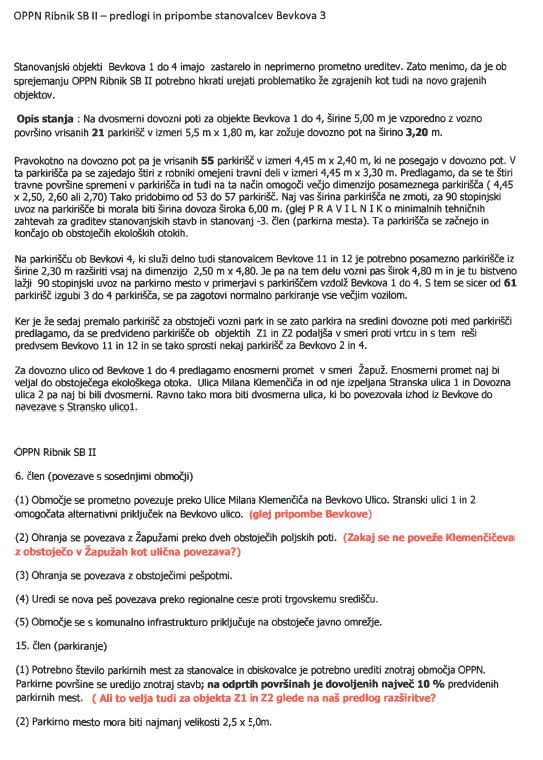 OPPN Ribnik SB II – predlogi in pripombe stanovalcev Bevkova 3
Stanovanjski objekti Bevkova 1 do 4 imajo zastarelo in neprimerno prometno ureditev. Zato menimo, da je ob
sprejemanju OPPN Ribnik SB II potrebno hkrati urejati problematiko že zgrajenih kot tudi na novo grajenih
objektov.
Opis stanja : Na dvosmerni dovozni poti za objekte Bevkova 1 do 4, širine 5,00 m je vzporedno z vozno
površino vrisanih 21 parkirišč v izmeri 5,5 m x 1,80 m, kar zožuje dovozno pot na širino 3,20 m.
Pravokotno na dovozno pot pa je vrisanih 55 parkirišč v izmeri 4,45 m x 2,40 m, ki ne posegajo v dovozno pot. V
ta parkirišča pa se zajedajo štiri z robniki omejeni travni deli v izmeri 4,45 m x 3,30 m. Predlagamo, da se te štiri
travne površine spremeni v parkirišča in tudi na ta način omogoči večjo dimenzijo posameznega parkirišča ( 4,45
x 2,50, 2,60 ali 2,70) Tako pridobimo od 53 do 57 parkirišč. Naj vas širina parkirišča ne zmoti, za 90 stopinjski
uvoz na parkirišče bi morala biti širina dovoza široka 6,00 m. (glej P R A V I L N I K o minimalnih tehničnih
zahtevah za graditev stanovanjskih stavb in stanovanj -3. člen (parkirna mesta). Ta parkirišča se začnejo in
končajo ob obstoječih ekoloških otokih.
Na parkirišču ob Bevkovi 4, ki služi delno tudi stanovalcem Bevkove 11 in 12 je potrebno posamezno parkirišče iz
širine 2,30 m razširiti vsaj na dimenzijo 2,50 m x 4,80. Je pa na tem delu vozni pas širok 4,80 m in je tu bistveno
lažji 90 stopinjski uvoz na parkirno mesto v primerjavi s parkiriščem vzdolž Bevkova 1 do 4. S tem se sicer od 61
parkirišč izgubi 3 do 4 parkirišča, se pa zagotovi normalno parkiranje vse večjim vozilom.
Ker je že sedaj premalo parkirišč za obstoječi vozni park in se zato parkira na sredini dovozne poti med parkirišči
predlagamo, da se predvideno parkirišče ob objektih Z1 in Z2 podaljša v smeri proti vrtcu in s tem reši
predvsem Bevkovo 11 in 12 in se tako sprosti nekaj parkirišč za Bevkovo 2 in 4.
Za dovozno ulico od Bevkove 1 do 4 predlagamo enosmerni promet v smeri Žapuž. Enosmerni promet naj bi
veljal do obstoječega ekološkega otoka. Ulica Milana Klemenčiča in od nje izpeljana Stranska ulica 1 in Dovozna
ulica 2 pa naj bi bili dvosmerni. Ravno tako mora biti dvosmerna ulica, ki bo povezovala izhod iz Bevkove do
navezave s Stransko ulico1.
OPPN Ribnik SB II
6. člen (povezave s sosednjimi območji)
(1) Območje se prometno povezuje preko Ulice Milana Klemenčiča na Bevkovo Ulico. Stranski ulici 1 in 2
omogočata alternativni priključek na Bevkovo ulico. (glej pripombe Bevkove)
(2) Ohranja se povezava z Žapužami preko dveh obstoječih poljskih poti. (Zakaj se ne poveže Klemenčičeva
z obstoječo v Žapužah kot ulična povezava?)
(3) Ohranja se povezava z obstoječimi pešpotmi.
(4) Uredi se nova peš povezava preko regionalne ceste proti trgovskemu središču.
(5) Območje se s komunalno infrastrukturo priključuje na obstoječe javno omrežje.
15. člen (parkiranje)
(1) Potrebno število parkirnih mest za stanovalce in obiskovalce je potrebno urediti znotraj območja OPPN.
Parkirne površine se uredijo znotraj stavb; na odprtih površinah je dovoljenih največ 10 % predvidenih
parkirnih mest. ( Ali to velja tudi za objekta Z1 in Z2 glede na naš predlog razširitve?
(2) Parkirno mesto mora biti najmanj velikosti 2,5 x 5,0m.